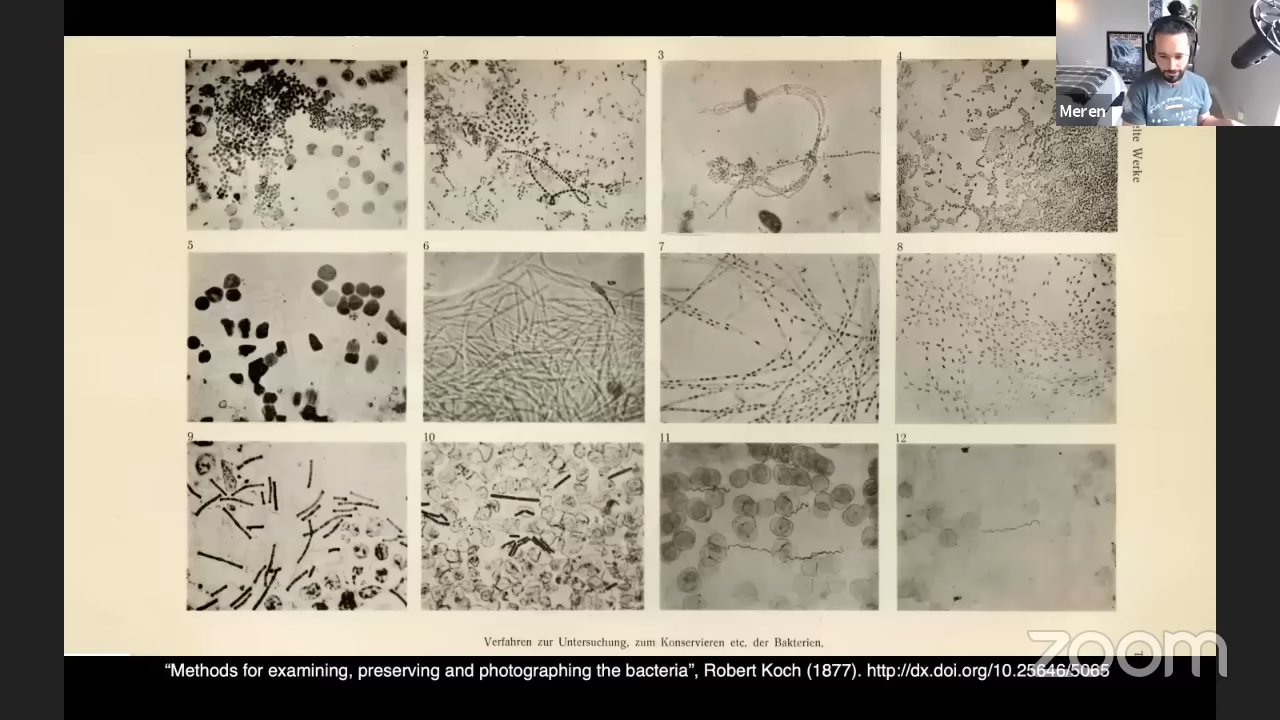 1
2
3
4
Meren
elte Werke
5
6
7
8
9
10
11
12
Verfahren zur Untersuchung, zum Konservieren etc. der Bakterien.
zoom
“Methods for examining, preserving and photographing the bacteria”, Robert Koch (1877). http://dx.doi.org/10.25646/5065